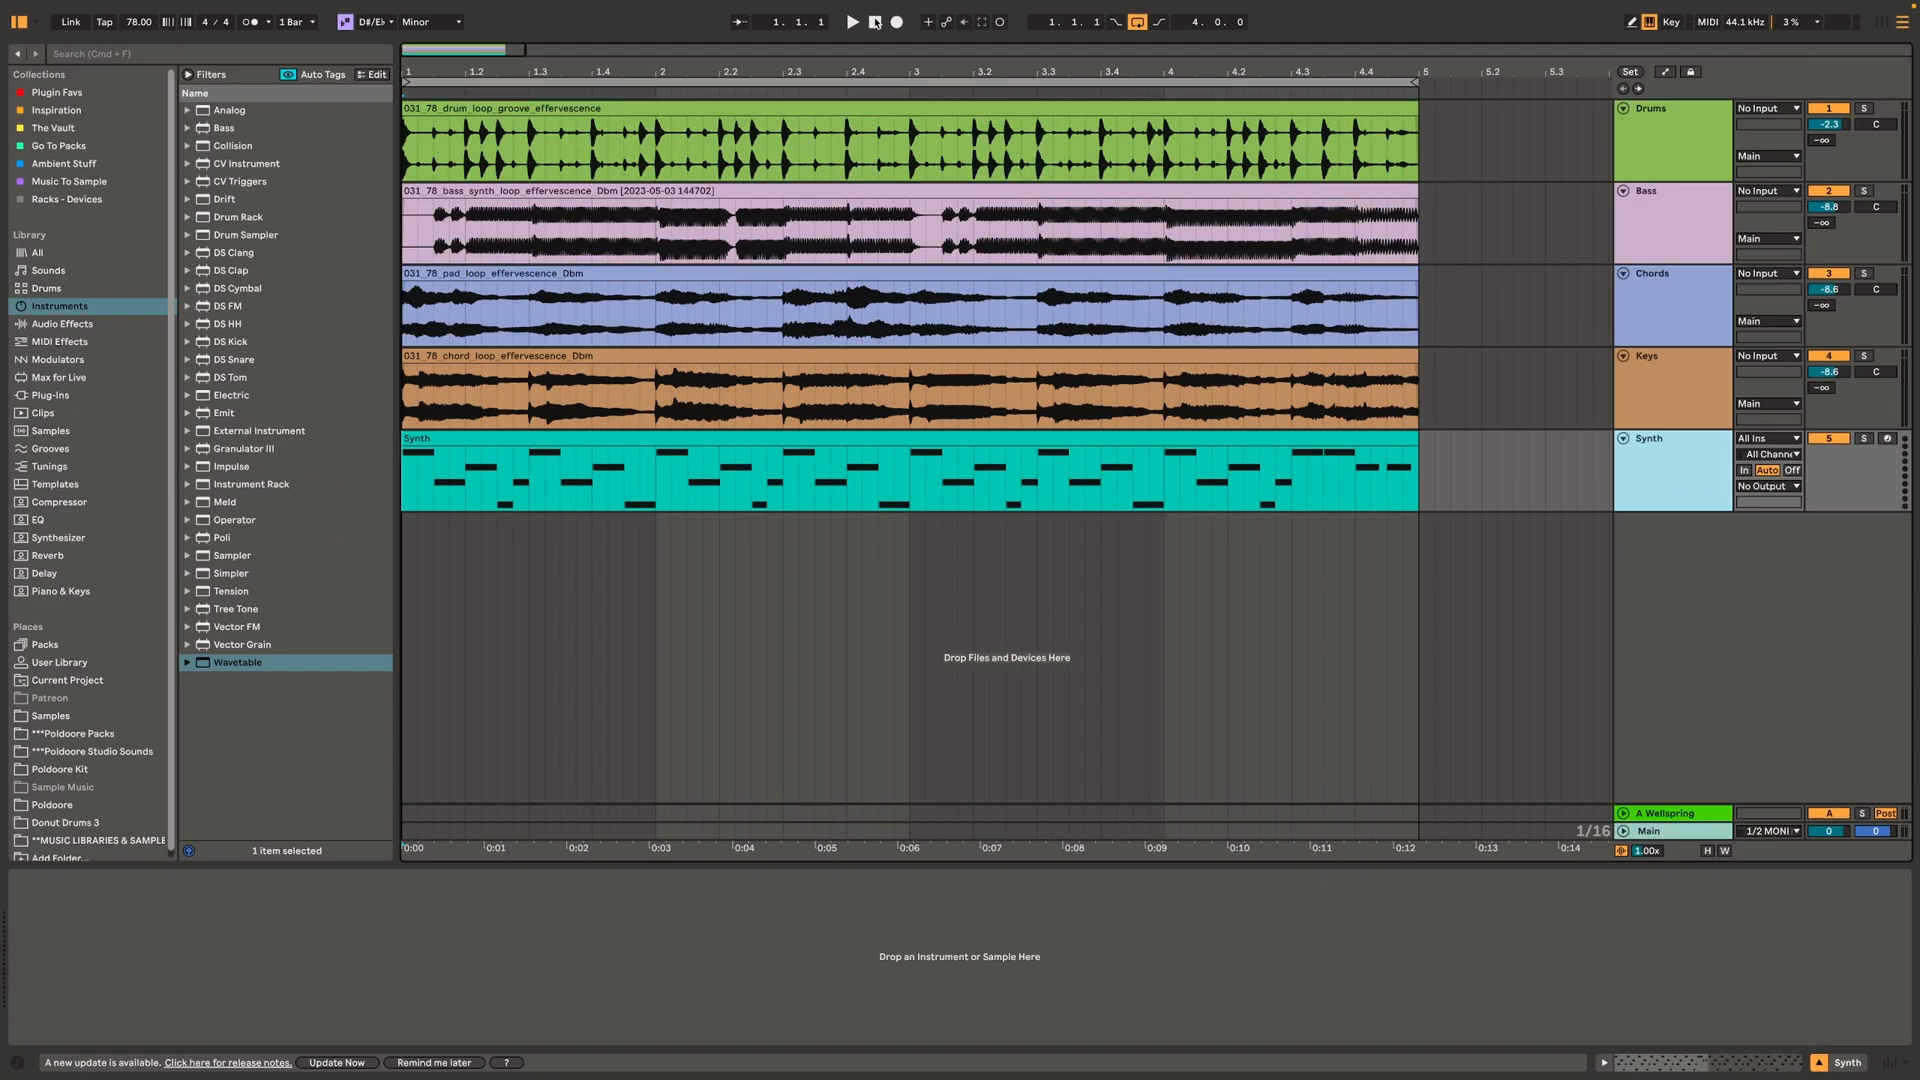 Link Tap 78.00 4 / 4 1 Bar D#/E♭ Minor 1. 1. 1 1. 1. 1 4. 0. 0 Key MIDI 44.1 kHz 3 %
Search (Cmd + F)
Collections
Plugin Favs
Inspiration
The Vault
Go To Packs
Ambient Stuff
Music To Sample
Racks - Devices
Library
All
Sounds
Drums
Instruments
Audio Effects
MIDI Effects
Modulators
Max for Live
Plug-Ins
Clips
Samples
Grooves
Tunings
Templates
Compressor
EQ
Synthesizer
Reverb
Delay
Piano & Keys
Places
Packs
User Library
Current Project
Patreon
Samples
***Poldoore Packs
***Poldoore Studio Sounds
Poldoore Kit
Sample Music
Poldoore
Donut Drums 3
**MUSIC LIBRARIES & SAMPLE
Add Folder...
Filters Auto Tags Edit
Name
Analog
Bass
Collision
CV Instrument
CV Triggers
Drift
Drum Rack
Drum Sampler
DS Clang
DS Clap
DS Cymbal
DS FM
DS HH
DS Kick
DS Snare
DS Tom
Electric
Emit
External Instrument
Granulator III
Impulse
Instrument Rack
Meld
Operator
Poli
Sampler
Simpler
Tension
Tree Tone
Vector FM
Vector Grain
Wavetable
1 item selected
1 1.2 1.3 1.4 2 2.2 2.3 2.4 3 3.2 3.3 3.4 4 4.2 4.3 4.4 5 5.2 5.3 Set
031_78_drum_loop_groove_effervescence
031_78_bass_synth_loop_effervescence_Dbm [2023-05-03 144702]
031_78_pad_loop_effervescence_Dbm
031_78_chord_loop_effervescence_Dbm
Synth
Drop Files and Devices Here
1/16
0:00 0:01 0:02 0:03 0:04 0:05 0:06 0:07 0:08 0:09 0:10 0:11 0:12 0:13 0:14
Drums No Input 1 S
-2.3 C
-∞
Main
Bass No Input 2 S
-8.8 C
-∞
Main
Chords No Input 3 S
-8.6 C
-∞
Main
Keys No Input 4 S
-8.6 C
-∞
Main
Synth All Ins 5 S
All Channe
In Auto Off
No Output
A Wellspring A S Post
Main 1/2 MONI 0 0
1.00x H W
Drop an Instrument or Sample Here
A new update is available. Click here for release notes. Update Now Remind me later ?
Synth